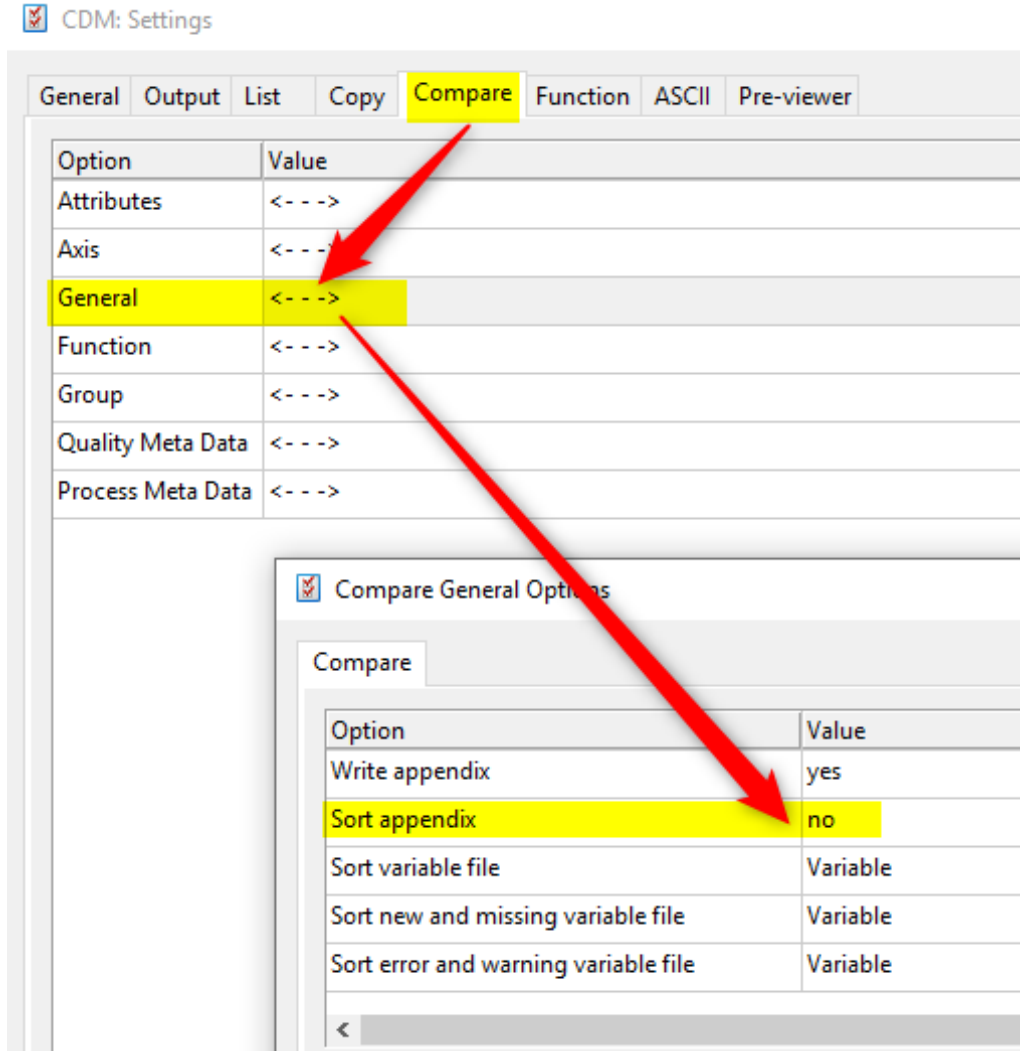 CDM: Settings
General Output List Copy Compare Function ASCII Pre-viewer
Option Value
Attributes <- - ->
Axis <- - ->
General <- - ->
Function <- - ->
Group <- - ->
Quality Meta Data <- - ->
Process Meta Data <- - ->
Compare General Options
Compare
Option Value
Write appendix yes
Sort appendix no
Sort variable file Variable
Sort new and missing variable file Variable
Sort error and warning variable file Variable
<